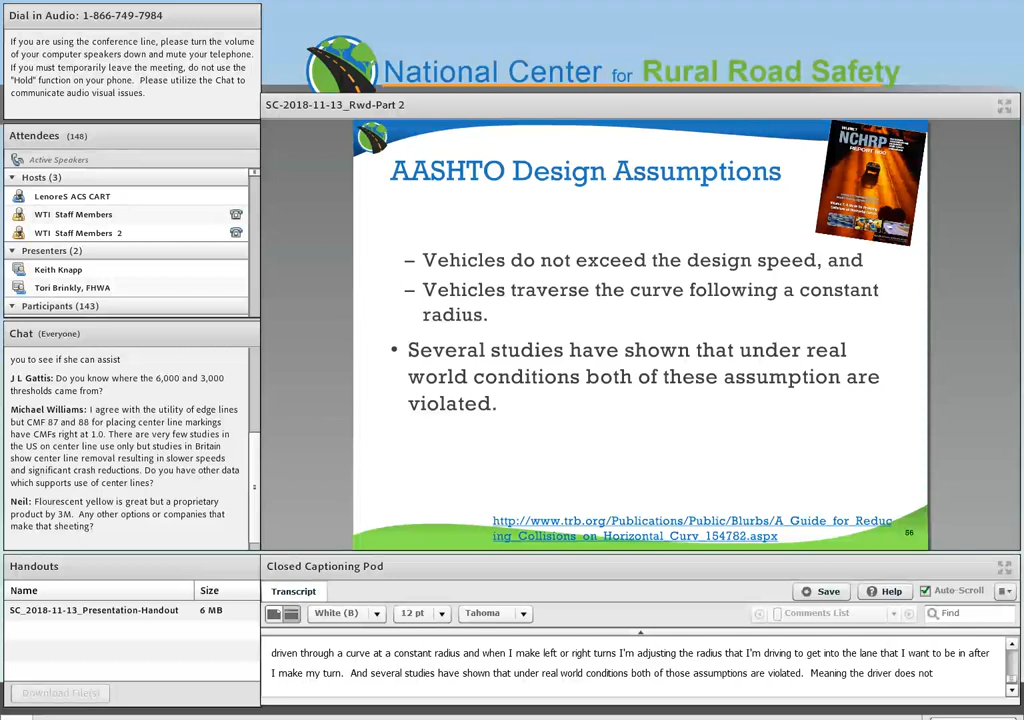 Dial in Audio: 1-866-749-7984
If you are using the conference line, please turn the volume
of your computer speakers down and mute your telephone.
If you must temporarily leave the meeting, do not use the
"Hold" function on your phone. Please utilize the Chat to
communicate audio visual issues.
National Center for Rural Road Safety
SC-2018-11-13_Rwd-Part 2
Attendees (148)
Active Speakers
Hosts (3)
LenoreS ACS CART
WTI Staff Members
WTI Staff Members 2
Presenters (2)
Keith Knapp
Tori Brinkly, FHWA
Participants (143)
NCHRP
REPORT 500
AASHTO Design Assumptions
– Vehicles do not exceed the design speed, and
– Vehicles traverse the curve following a constant
radius.
• Several studies have shown that under real
world conditions both of these assumption are
violated.
http://www.trb.org/Publications/Public/Blurbs/A_Guide_for_Reduc
ing_Collisions_on_Horizontal_Curv_154782.aspx
86
Chat (Everyone)
you to see if she can assist
J L Gattis: Do you know where the 6,000 and 3,000
thresholds came from?
Michael Williams: I agree with the utility of edge lines
but CMF 87 and 88 for placing center line markings
have CMFs right at 1.0. There are very few studies in
the US on center line use only but studies in Britain
show center line removal resulting in slower speeds
and significant crash reductions. Do you have other data
which supports use of center lines?
Neil: Flourescent yellow is great but a proprietary
product by 3M. Any other options or companies that
make that sheeting?
Handouts
Name Size
SC_2018-11-13_Presentation-Handout 6 MB
Download File(s)
Closed Captioning Pod
Transcript
Save
Help
Auto-Scroll
White (B)
12 pt
Tahoma
Comments List
Find
driven through a curve at a constant radius and when I make left or right turns I'm adjusting the radius that I'm driving to get into the lane that I want to be in after
I make my turn. And several studies have shown that under real world conditions both of those assumptions are violated. Meaning the driver does not